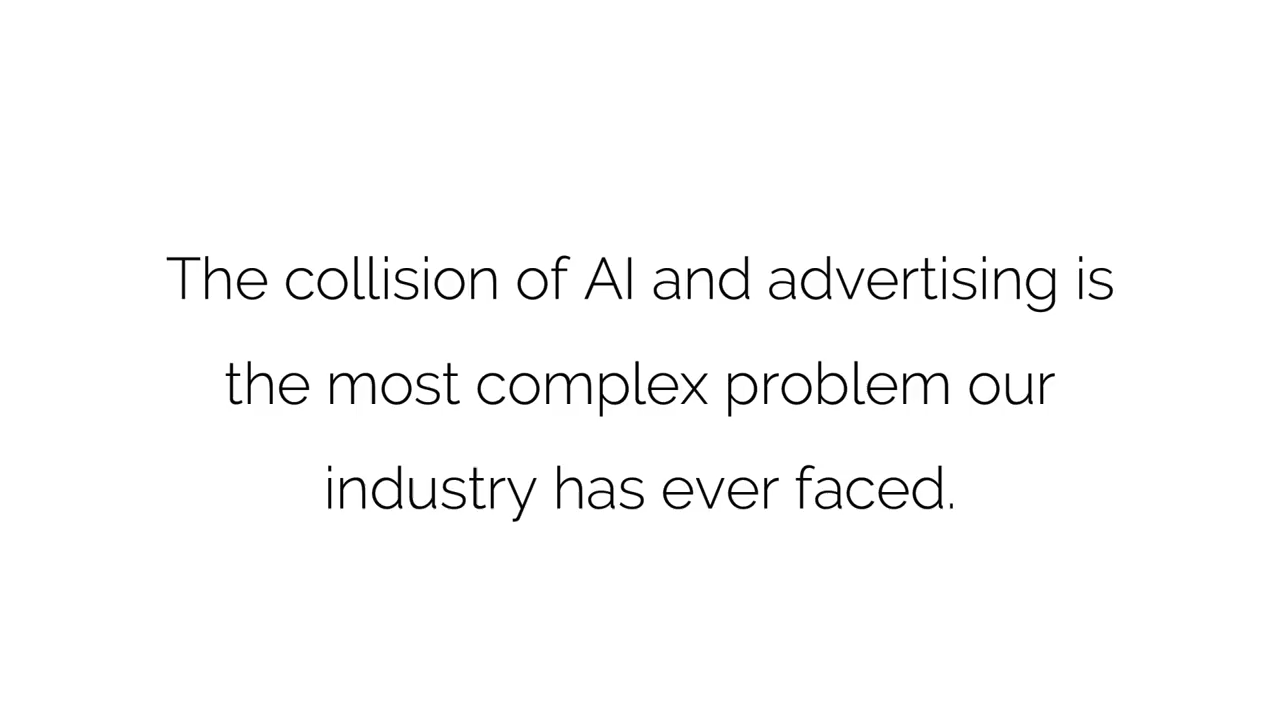 The collision of AI and advertising is
the most complex problem our
industry has ever faced.